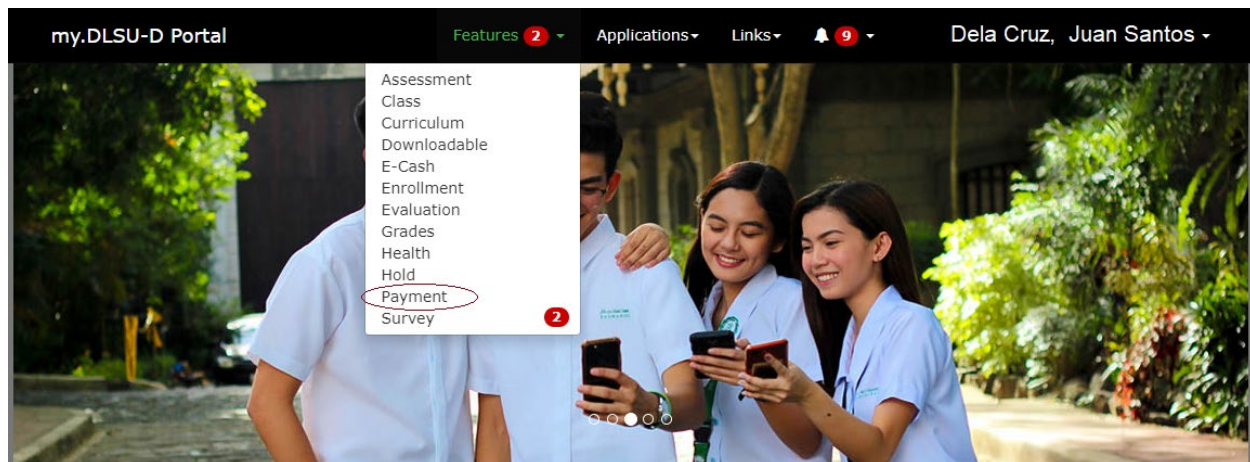 my.DLSU-D Portal Features 2 Applications Links 9 Dela Cruz, Juan Santos
Assessment
Class
Curriculum
Downloadable
E-Cash
Enrollment
Evaluation
Grades
Health
Hold
Payment
Survey 2